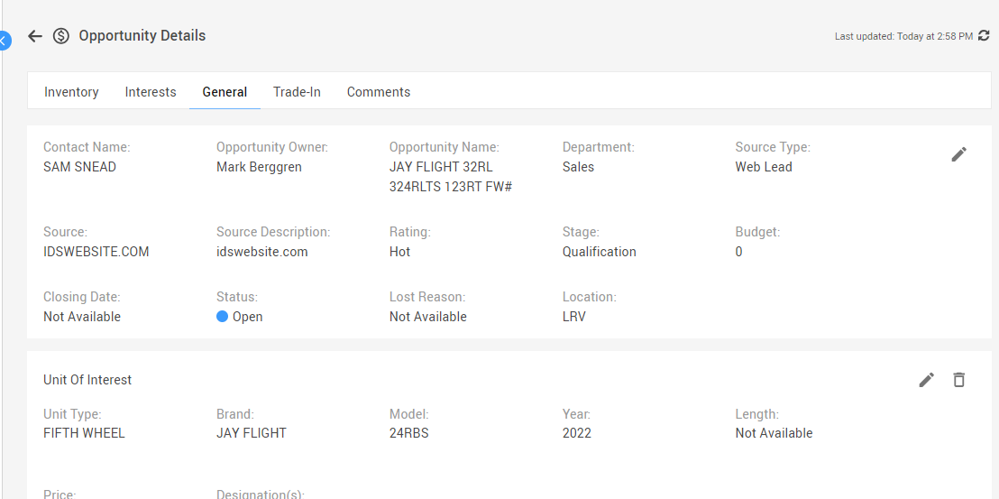 Opportunity Details
Last updated: Today at 2:58 PM
Inventory Interests General Trade-In Comments
Contact Name: Opportunity Owner: Opportunity Name: Department: Source Type:
SAM SNEAD Mark Berggren JAY FLIGHT 32RL Sales Web Lead
324RLTS 123RT FW#
Source: Source Description: Rating: Stage: Budget:
IDSWEBSITE.COM idswebsite.com Hot Qualification 0
Closing Date: Status: Lost Reason: Location:
Not Available Open Not Available LRV
Unit Of Interest
Unit Type: Brand: Model: Year: Length:
FIFTH WHEEL JAY FLIGHT 24RBS 2022 Not Available
Price: Designation(s):